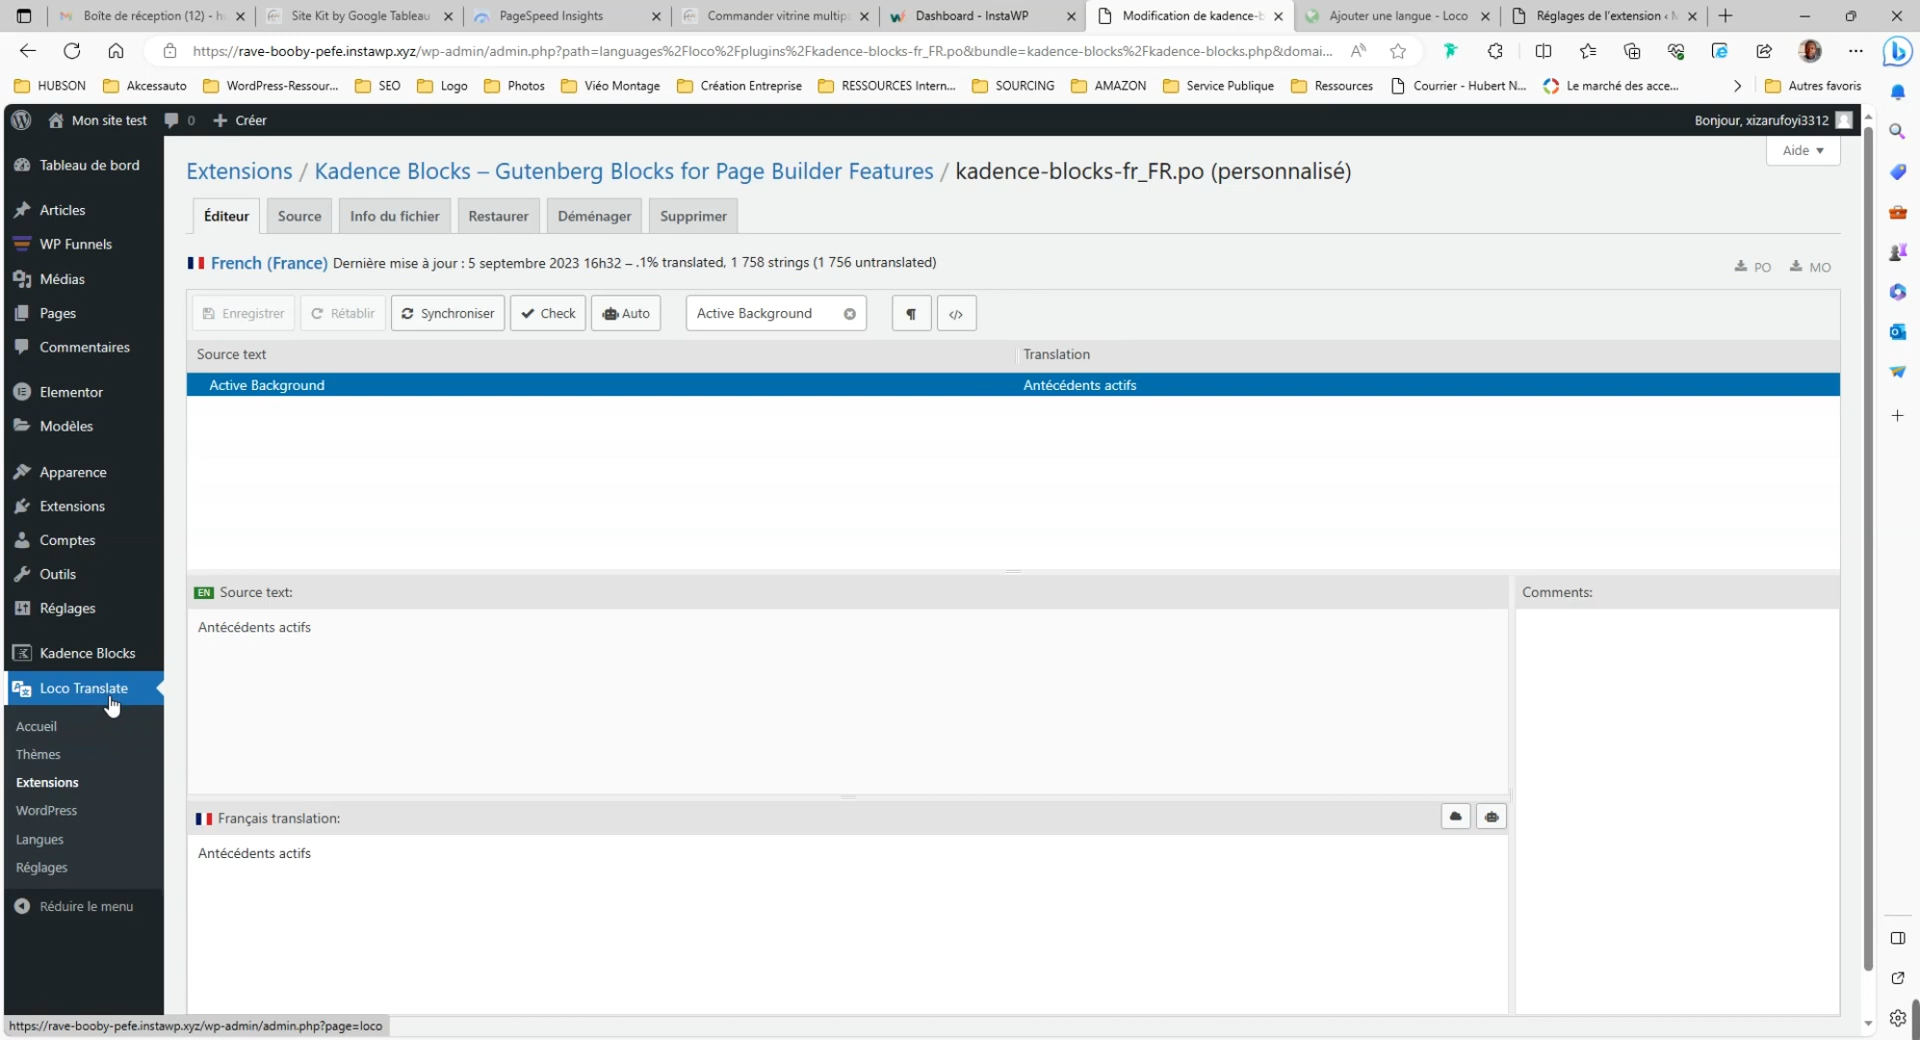 Boîte de réception (12) - h
Site Kit by Google Tableau
PageSpeed Insights
Commander vitrine multip
Dashboard - InstaWP
Modification de kadence-b
Ajouter une langue - Loco
Réglages de l'extension ‹
https://rave-booby-pefe.instawp.xyz/wp-admin/admin.php?path=languages%2Floco%2Fplugins%2Fkadence-blocks-fr_FR.po&bundle=kadence-blocks%2Fkadence-blocks.php&domai...
HUBSON
Akcessauto
WordPress-Ressour...
SEO
Logo
Photos
Viéo Montage
Création Entreprise
RESSOURCES Intern...
SOURCING
AMAZON
Service Publique
Ressources
Courrier - Hubert N...
Le marché des acce...
Autres favoris
Mon site test
0
Créer
Bonjour, xizarufoyi3312
Aide
Tableau de bord
Articles
WP Funnels
Médias
Pages
Commentaires
Elementor
Modèles
Apparence
Extensions
Comptes
Outils
Réglages
Kadence Blocks
Loco Translate
Accueil
Thèmes
Extensions
WordPress
Langues
Réglages
Réduire le menu
Extensions / Kadence Blocks – Gutenberg Blocks for Page Builder Features / kadence-blocks-fr_FR.po (personnalisé)
Éditeur
Source
Info du fichier
Restaurer
Déménager
Supprimer
French (France) Dernière mise à jour : 5 septembre 2023 16h32 – .1% translated, 1 758 strings (1 756 untranslated)
PO
MO
Enregistrer
Rétablir
Synchroniser
Check
Auto
Active Background
¶
</>
Source text
Translation
Active Background
Antécédents actifs
EN Source text:
Comments:
Antécédents actifs
Français translation:
Antécédents actifs
https://rave-booby-pefe.instawp.xyz/wp-admin/admin.php?page=loco